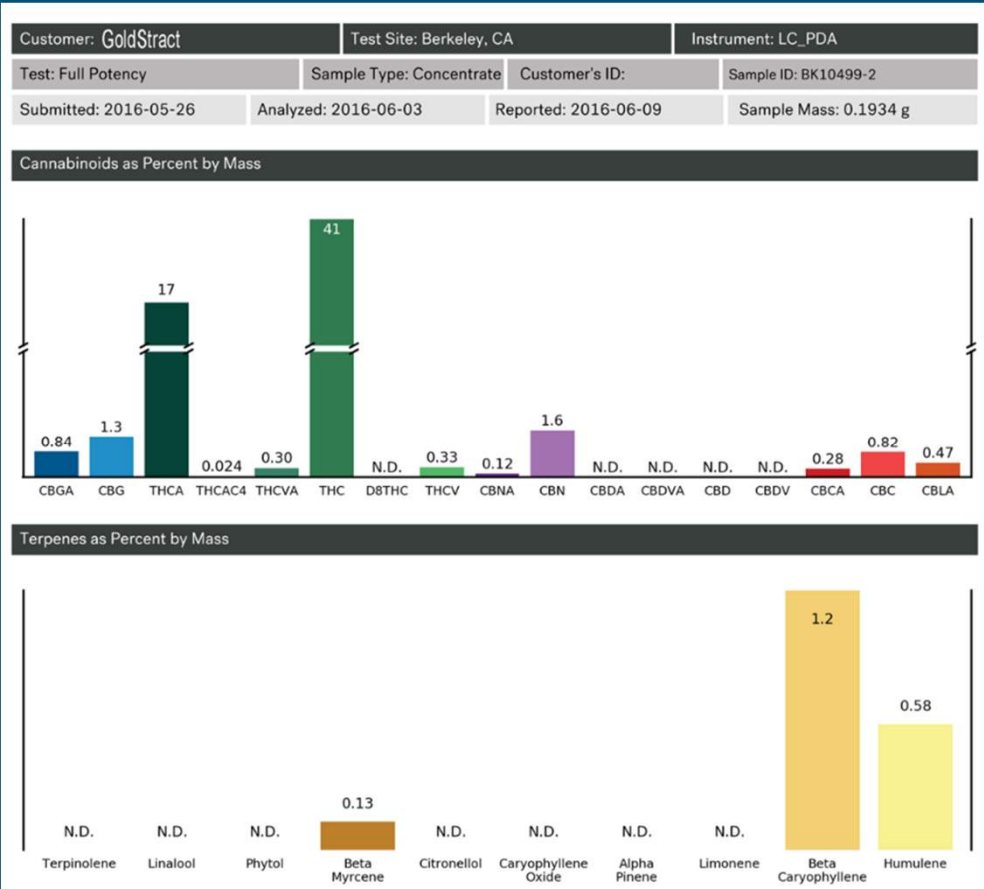 Customer: GoldStract Test Site: Berkeley, CA Instrument: LC_PDA
Test: Full Potency Sample Type: Concentrate Customer's ID: Sample ID: BK10499-2
Submitted: 2016-05-26 Analyzed: 2016-06-03 Reported: 2016-06-09 Sample Mass: 0.1934 g
Cannabinoids as Percent by Mass
0.84 1.3 17 0.024 0.30 41 N.D. 0.33 0.12 1.6 N.D. N.D. N.D. N.D. 0.28 0.82 0.47
CBGA CBG THCA THCAC4 THCVA THC D8THC THCV CBNA CBN CBDA CBDVA CBD CBDV CBCA CBC CBLA
Terpenes as Percent by Mass
N.D. N.D. N.D. 0.13 N.D. N.D. N.D. N.D. 1.2 0.58
Terpinolene Linalool Phytol Beta Myrcene Citronellol Caryophyllene Oxide Alpha Pinene Limonene Beta Caryophyllene Humulene